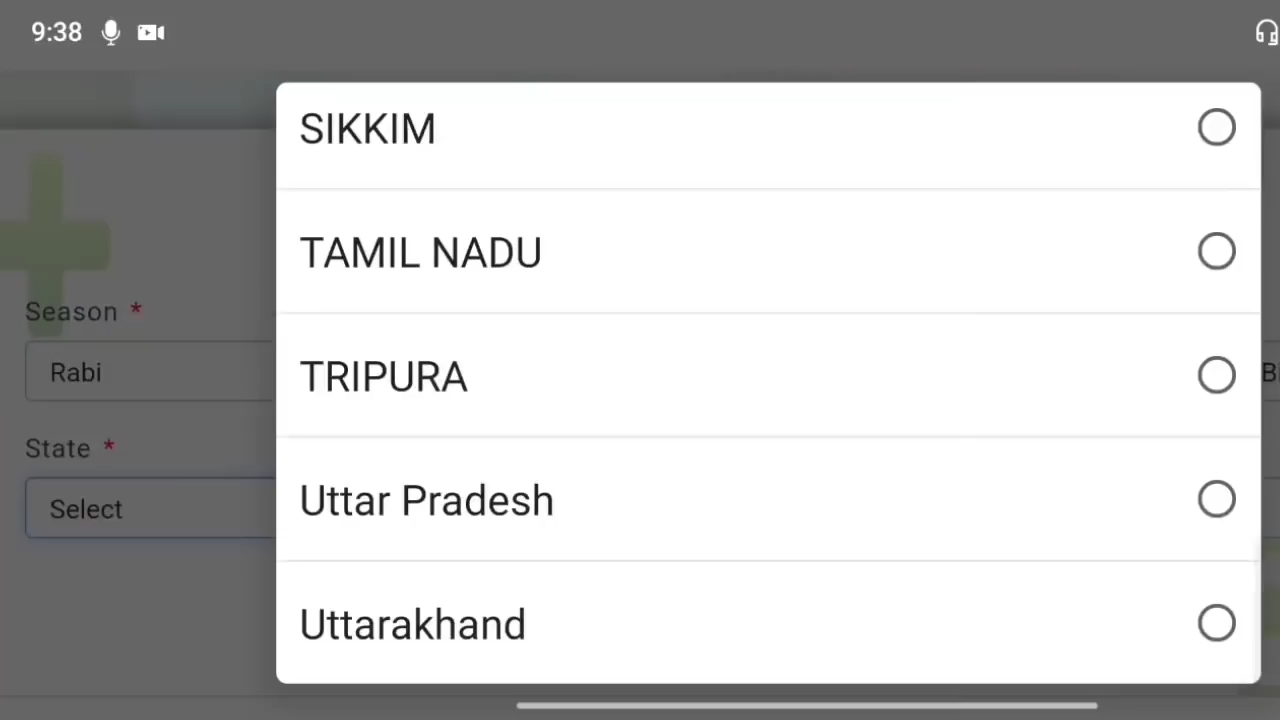 9:38
SIKKIM
TAMIL NADU
TRIPURA
Uttar Pradesh
Uttarakhand
Season *
Rabi
State *
Select